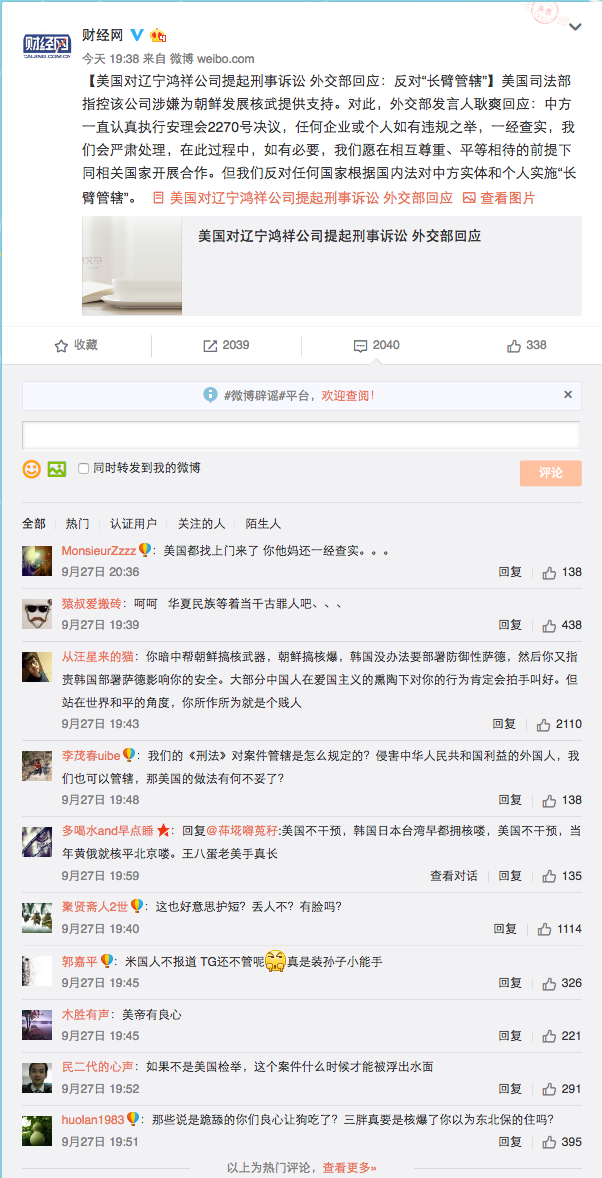 财经网
财经网
CAIJING.COM.CN
头条
今天 19:38 来自 微博 weibo.com
【美国对辽宁鸿祥公司提起刑事诉讼 外交部回应：反对“长臂管辖”】美国司法部
指控该公司涉嫌为朝鲜发展核武提供支持。对此，外交部发言人耿爽回应：中方
一直认真执行安理会2270号决议，任何企业或个人如有违规之举，一经查实，我
们会严肃处理，在此过程中，如有必要，我们愿在相互尊重、平等相待的前提下
同相关国家开展合作。但我们反对任何国家根据国内法对中方实体和个人实施“长
臂管辖”。 美国对辽宁鸿祥公司提起刑事诉讼 外交部回应 查看图片
美国对辽宁鸿祥公司提起刑事诉讼 外交部回应
收藏 2039 2040 338
#微博辟谣#平台，欢迎查阅！ ×
同时转发到我的微博 评论
全部 热门 认证用户 关注的人 陌生人
MonsieurZzzz：美国都找上门来了 你他妈还一经查实。。。
9月27日 20:36 回复 138
猿叔爱搬砖：呵呵 华夏民族等着当千古罪人吧、、、
9月27日 19:39 回复 438
从汪星来的猫：你暗中帮朝鲜搞核武器，朝鲜搞核爆，韩国没办法要部署防御性萨德，然后你又指
责韩国部署萨德影响你的安全。大部分中国人在爱国主义的熏陶下对你的行为肯定会拍手叫好。但
站在世界和平的角度，你所作所为就是个贱人
9月27日 19:43 回复 2110
李茂春uibe：我们的《刑法》对案件管辖是怎么规定的？侵害中华人民共和国利益的外国人，我
们也可以管辖，那美国的做法有何不妥了？
9月27日 19:48 回复 138
多喝水and早点睡：回复@:美国不干预，韩国日本台湾早都拥核喽，美国不干预，当
年黄俄就核平北京喽。王八蛋老美手真长
9月27日 19:59 查看对话 回复 135
聚贤斋人2世：这也好意思护短？丢人不？有脸吗？
9月27日 19:40 回复 1114
郭嘉平：米国人不报道 TG还不管呢真是装孙子小能手
9月27日 19:45 回复 326
木胜有声：美帝有良心
9月27日 19:45 回复 221
民二代的心声：如果不是美国检举，这个案件什么时候才能被浮出水面
9月27日 19:52 回复 291
huolan1983：那些说是跪舔的你们良心让狗吃了？三胖真要是核爆了你以为东北保的住吗?
9月27日 19:51 回复 395
以上为热门评论，查看更多»